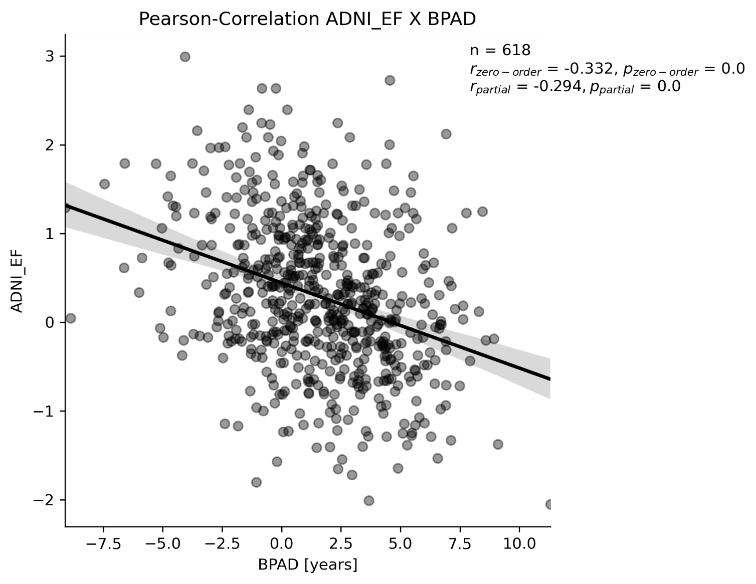 Pearson-Correlation ADNI_EF X BPAD
n = 618
r_zero−order = -0.332, p_zero−order = 0.0
r_partial = -0.294, p_partial = 0.0
3
2
1
0
−1
−2
ADNI_EF
−7.5 −5.0 −2.5 0.0 2.5 5.0 7.5 10.0
BPAD [years]